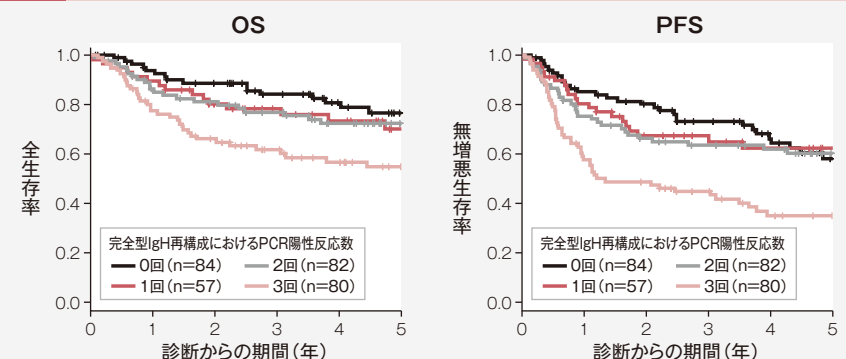 OS
全生存率
1.0
0.8
0.6
0.4
0.2
0.0
完全型IgH再構成におけるPCR陽性反応数
0回(n=84) 2回(n=82)
1回(n=57) 3回(n=80)
0 1 2 3 4 5
診断からの期間(年)
PFS
無増悪生存率
1.0
0.8
0.6
0.4
0.2
0.0
完全型IgH再構成におけるPCR陽性反応数
0回(n=84) 2回(n=82)
1回(n=57) 3回(n=80)
0 1 2 3 4 5
診断からの期間(年)